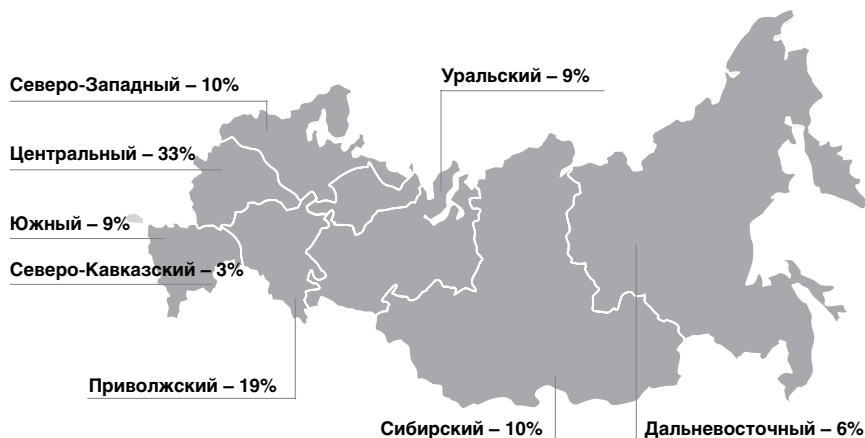 Северо-Западный – 10%
Уральский – 9%
Центральный – 33%
Южный – 9%
Северо-Кавказский – 3%
Приволжский – 19%
Сибирский – 10%
Дальневосточный – 6%